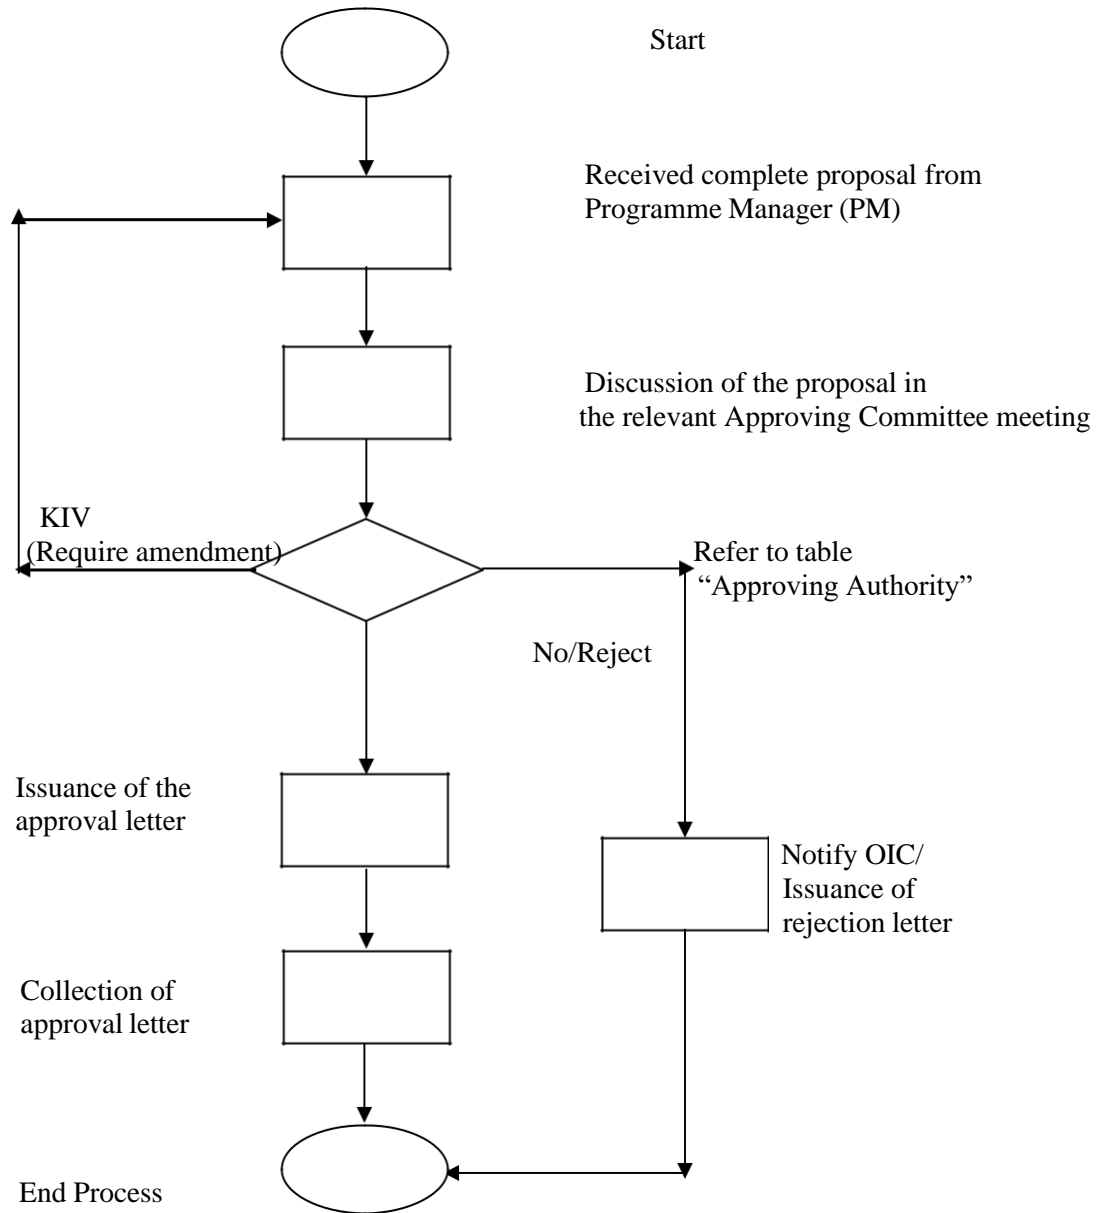 Start
Received complete proposal from
Programme Manager (PM)
Discussion of the proposal in
the relevant Approving Committee meeting
KIV
(Require amendment)
Refer to table
“Approving Authority”
No/Reject
Issuance of the
approval letter
Notify OIC/
Issuance of
rejection letter
Collection of
approval letter
End Process